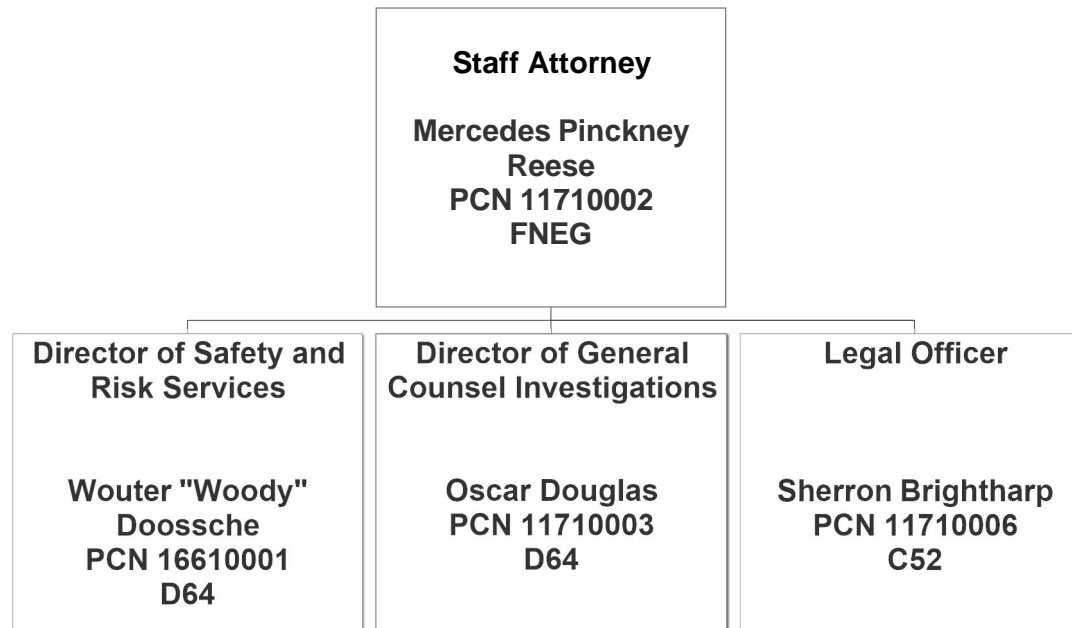 Staff Attorney
Mercedes Pinckney
Reese
PCN 11710002
FNEG
Director of Safety and
Risk Services
Wouter "Woody"
Doossche
PCN 16610001
D64
Director of General
Counsel Investigations
Oscar Douglas
PCN 11710003
D64
Legal Officer
Sherron Brightharp
PCN 11710006
C52